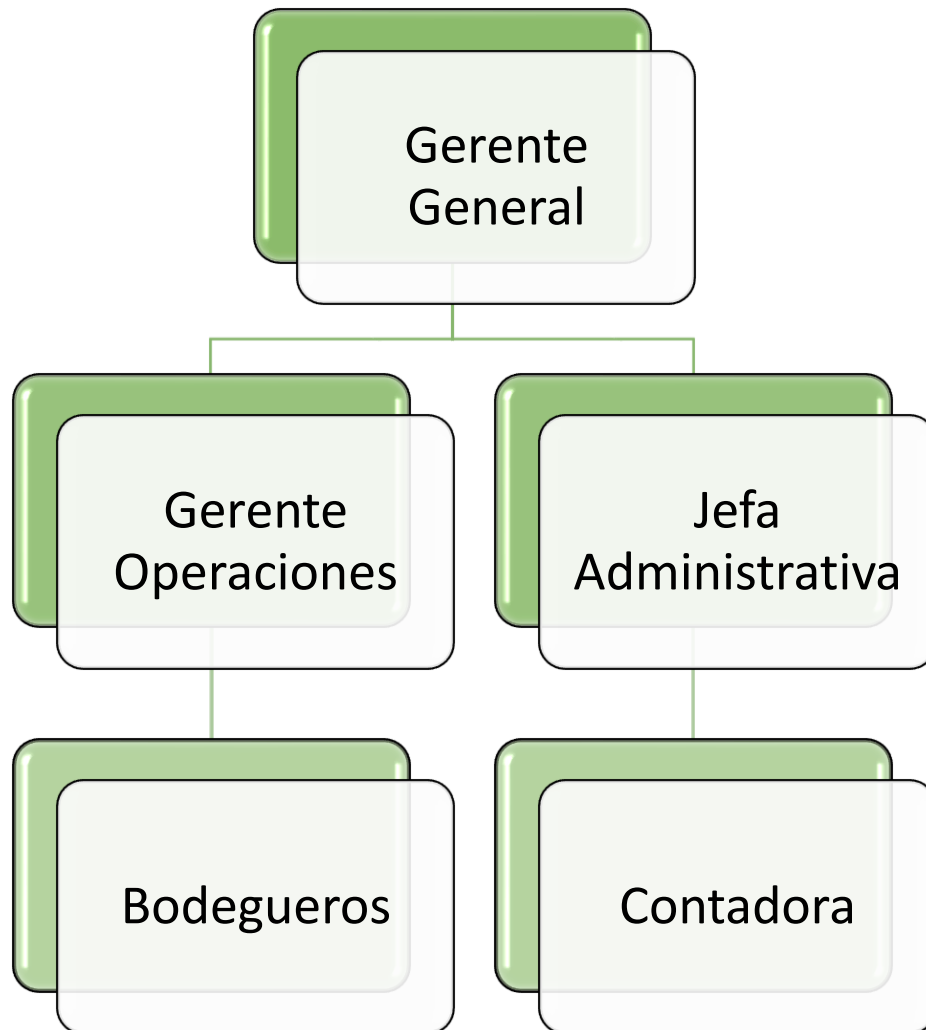 Gerente
General
Gerente
Operaciones
Jefa
Administrativa
Bodegueros
Contadora